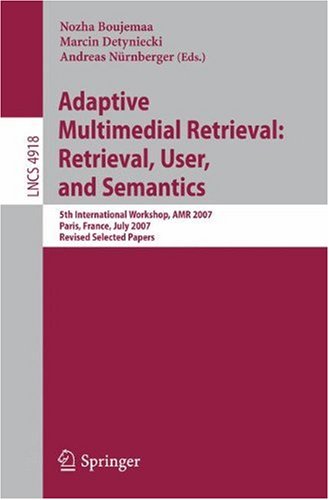 Nozha Boujemaa
Marcin Detyniecki
Andreas Nürnberger (Eds.)
LNCS 4918
Adaptive
Multimedial Retrieval:
Retrieval, User,
and Semantics
5th International Workshop, AMR 2007
Paris, France, July 2007
Revised Selected Papers
Springer